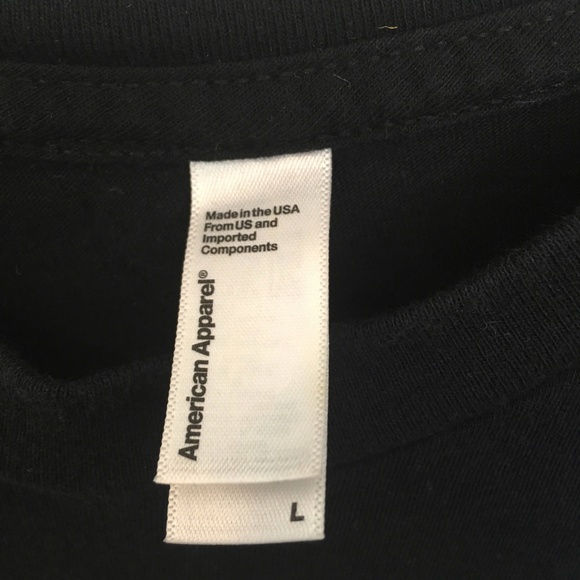 Made in the USA
From US and
Imported
Components
American Apparel®
L